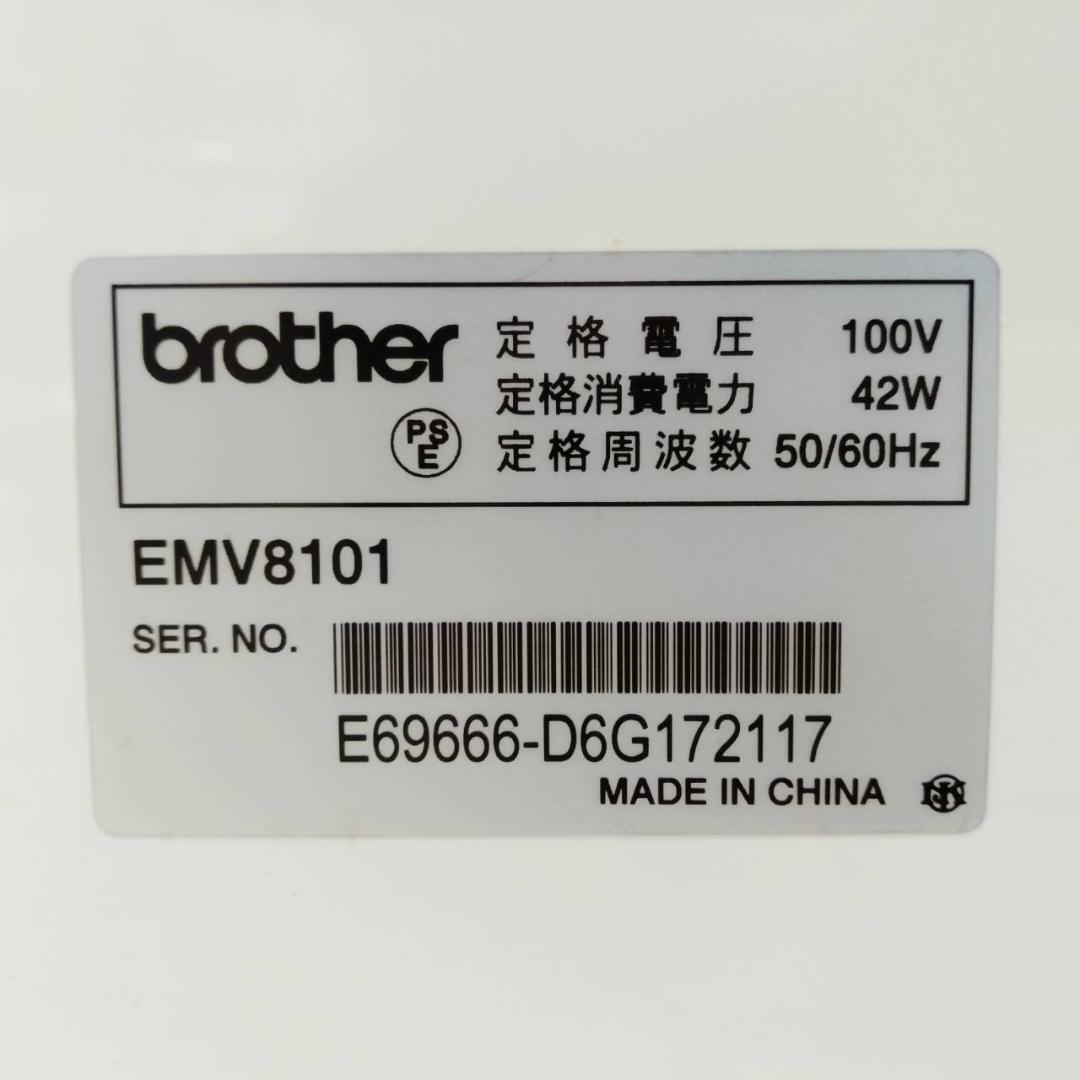 brother
定格電圧 100V
定格消費電力 42W
PSE
定格周波数 50/60Hz
EMV8101
SER. NO.
E69666-D6G172117
MADE IN CHINA